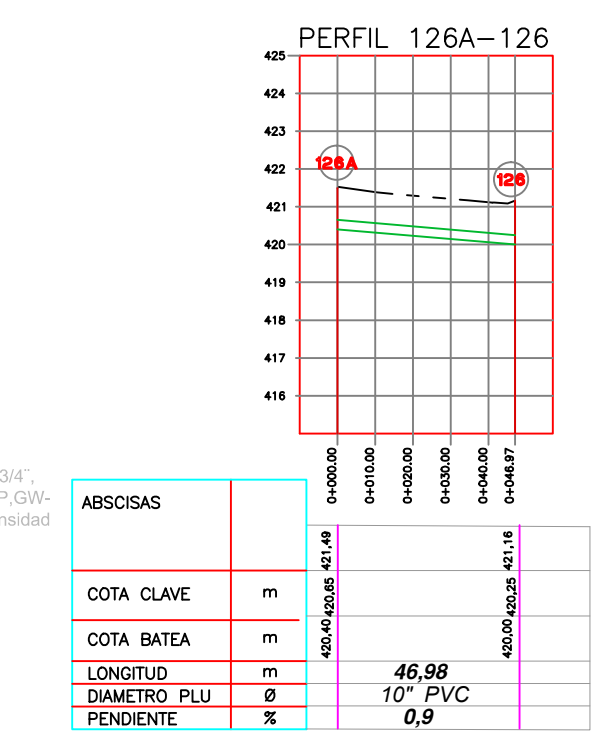 PERFIL 126A-126
425
424
423
422
421
420
419
418
417
416
126A
126
0+000.00
0+010.00
0+020.00
0+030.00
0+040.00
0+046.97
3/4¨,
P,GW-
nsidad
ABSCISAS
421,49
421,16
COTA CLAVE m 420,65 420,25
COTA BATEA m 420,40 420,00
LONGITUD m 46,98
DIAMETRO PLU Ø 10" PVC
PENDIENTE % 0,9